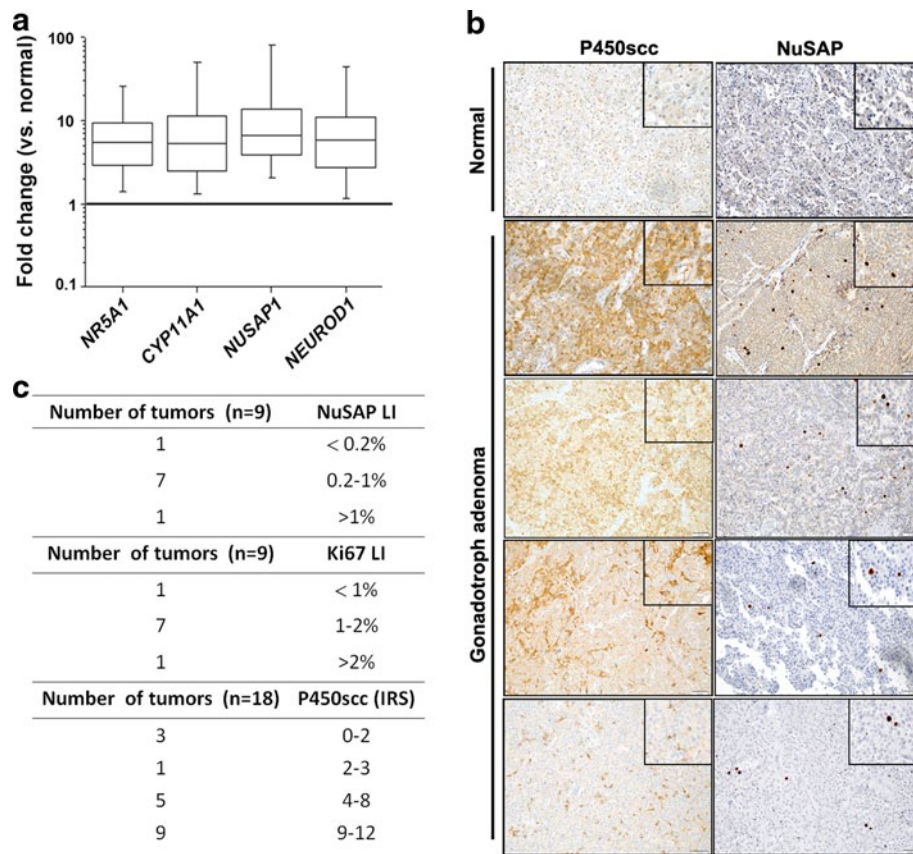 a
Fold change (vs. normal)
100
10
1
0.1
NR5A1
CYP11A1
NUSAP1
NEUROD1
b
P450scc
NuSAP
Normal
Gonadotroph adenoma
c
Number of tumors (n=9) NuSAP LI
1 < 0.2%
7 0.2-1%
1 >1%
Number of tumors (n=9) Ki67 LI
1 < 1%
7 1-2%
1 >2%
Number of tumors (n=18) P450scc (IRS)
3 0-2
1 2-3
5 4-8
9 9-12